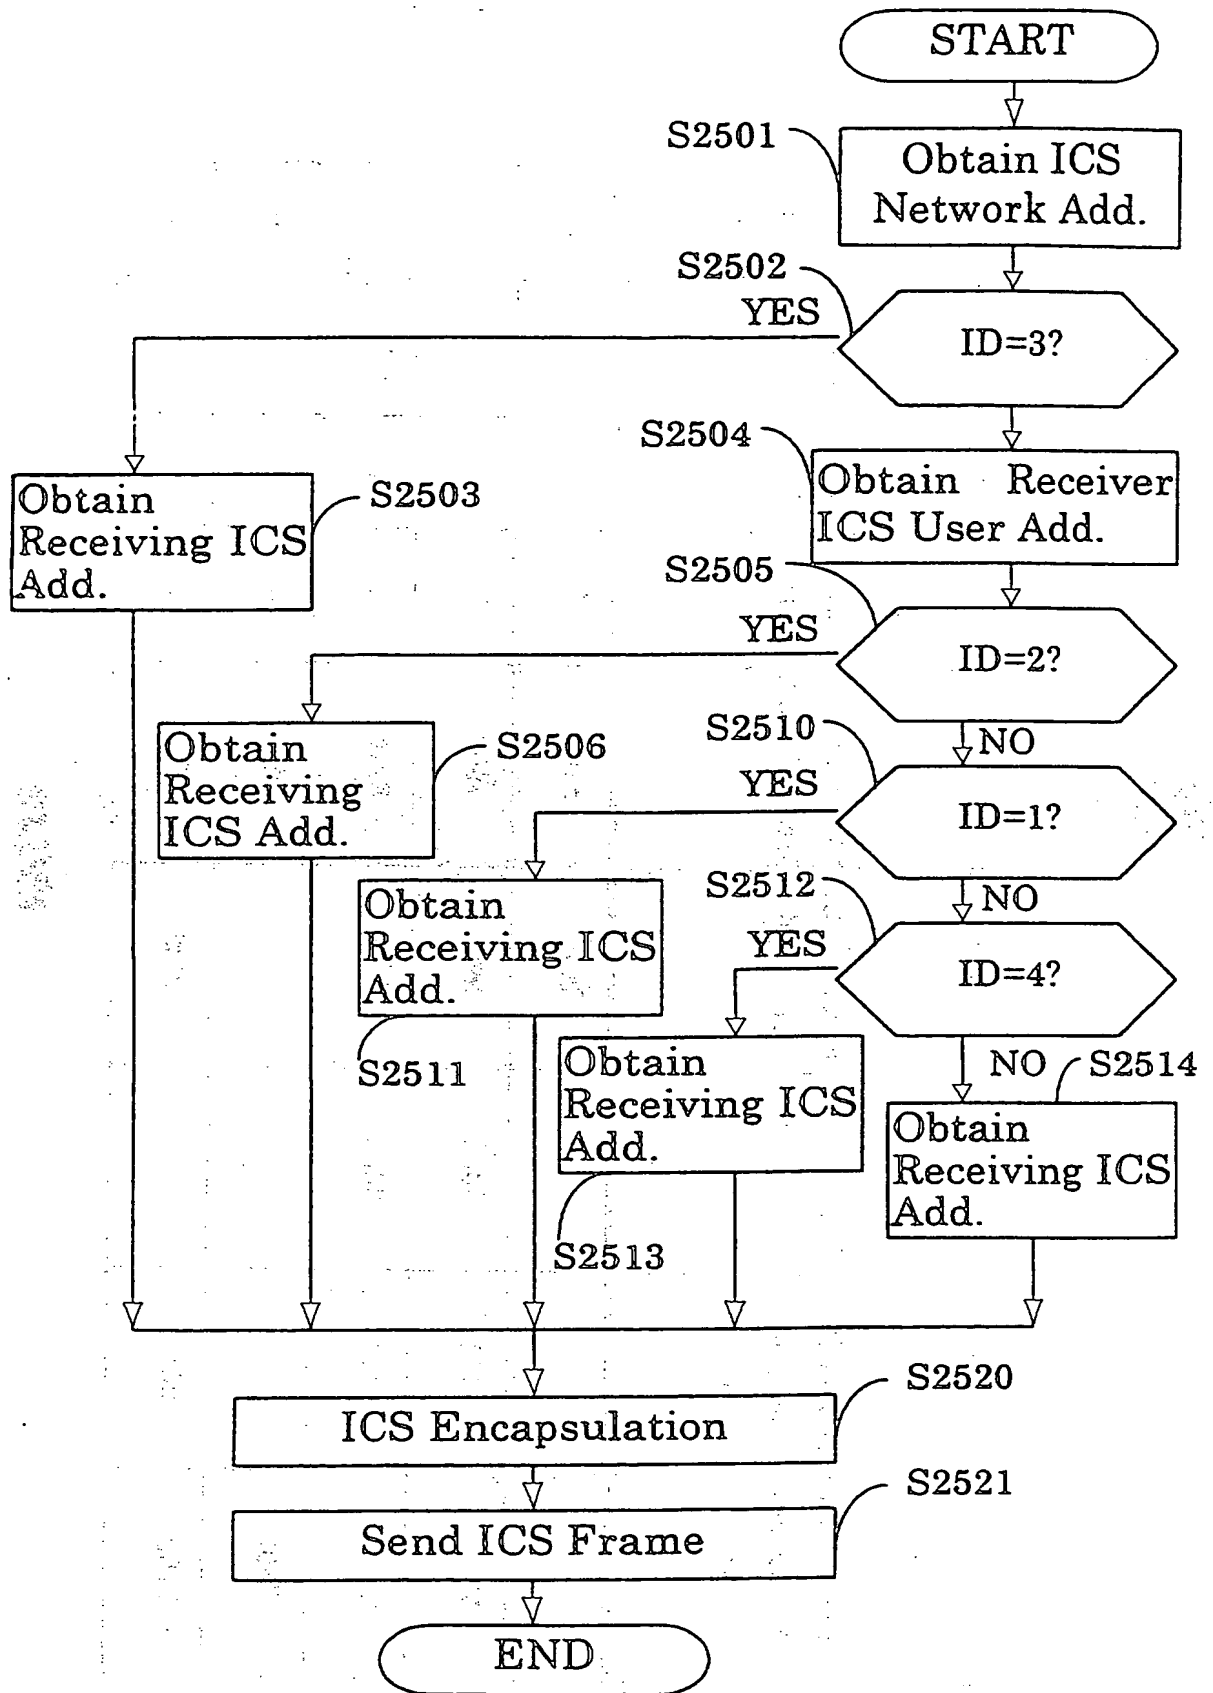 START
S2501
Obtain ICS
Network Add.
S2502
YES
ID=3?
S2504
Obtain Receiver
ICS User Add.
Obtain
Receiving ICS
Add.
S2503
S2505
YES
ID=2?
NO
Obtain
Receiving
ICS Add.
S2506
S2510
YES
ID=1?
NO
Obtain
Receiving ICS
Add.
S2511
S2512
YES
ID=4?
NO
S2514
Obtain
Receiving ICS
Add.
S2513
Obtain
Receiving ICS
Add.
S2520
ICS Encapsulation
S2521
Send ICS Frame
END